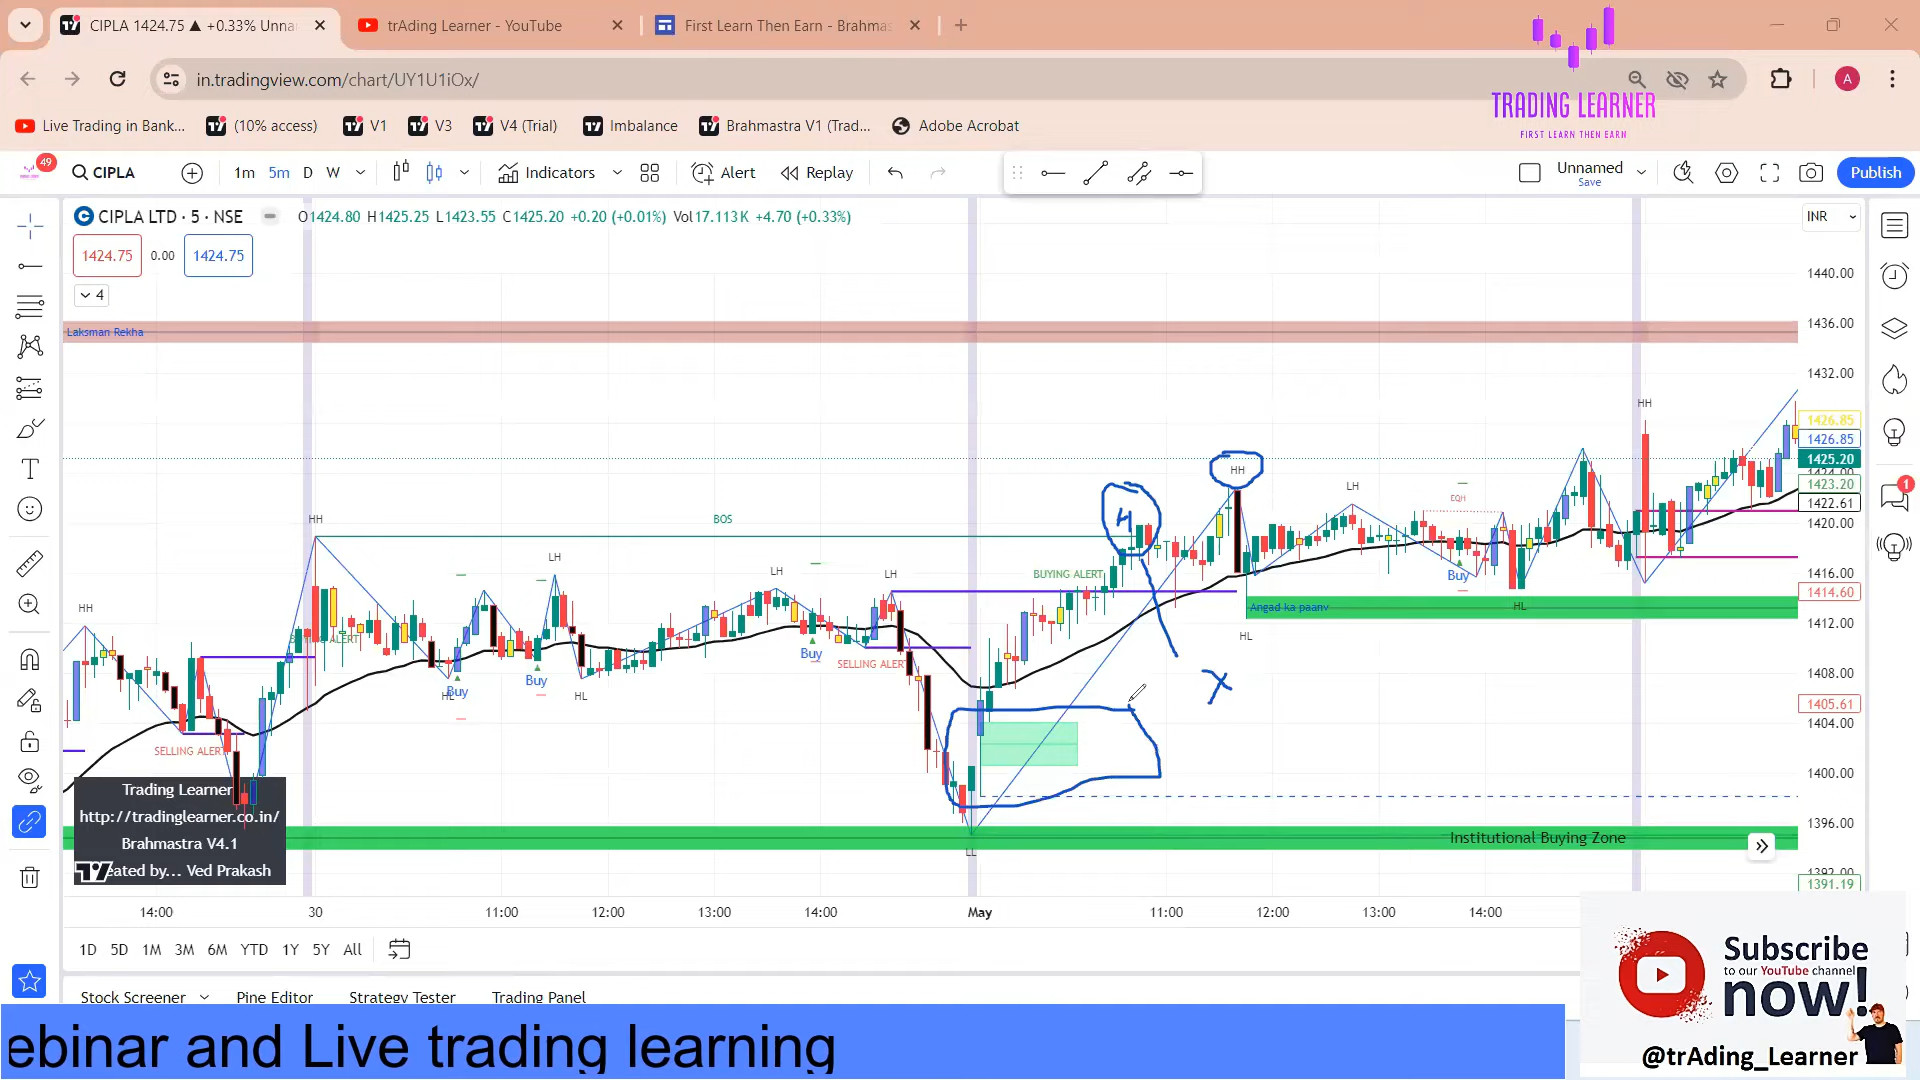 CIPLA 1424.75 ▲ +0.33% Unna
trAding Learner - YouTube
First Learn Then Earn - Brahmas
in.tradingview.com/chart/UY1U1iOx/
A
TRADING LEARNER
FIRST LEARN THEN EARN
Live Trading in Bank...
(10% access)
V1
V3
V4 (Trial)
Imbalance
Brahmastra V1 (Trad...
Adobe Acrobat
49
CIPLA
1m 5m D W
Indicators
Alert
Replay
Unnamed
Save
Publish
CIPLA LTD · 5 · NSE
O1424.80 H1425.25 L1423.55 C1425.20 +0.20 (+0.01%) Vol17.113K +4.70 (+0.33%)
INR
1424.75 0.00 1424.75
4
1440.00
1436.00
1432.00
1426.85
1426.85
1425.20
1423.20
1422.61
1420.00
1416.00
1414.60
1412.00
1408.00
1405.61
1404.00
1400.00
1396.00
1391.19
1
Laksman Rekha
HH
HH
BOS
HH
H
HH
LH
EQH
LH
LH
LH
BUYING ALERT
Buy
Angad ka paanv
HL
HL
SELLING ALERT
Buy
Buy
HL
Buy
SELLING ALERT
X
LL
Institutional Buying Zone
Trading Learner
http://tradinglearner.co.in/
Brahmastra V4.1
eated by... Ved Prakash
14:00 30 11:00 12:00 13:00 14:00 May 11:00 12:00 13:00 14:00
1D 5D 1M 3M 6M YTD 1Y 5Y All
Stock Screener
Pine Editor
Strategy Tester
Trading Panel
ebinar and Live trading learning
Subscribe
to our YouTube channel
now!
@trAding_Learner